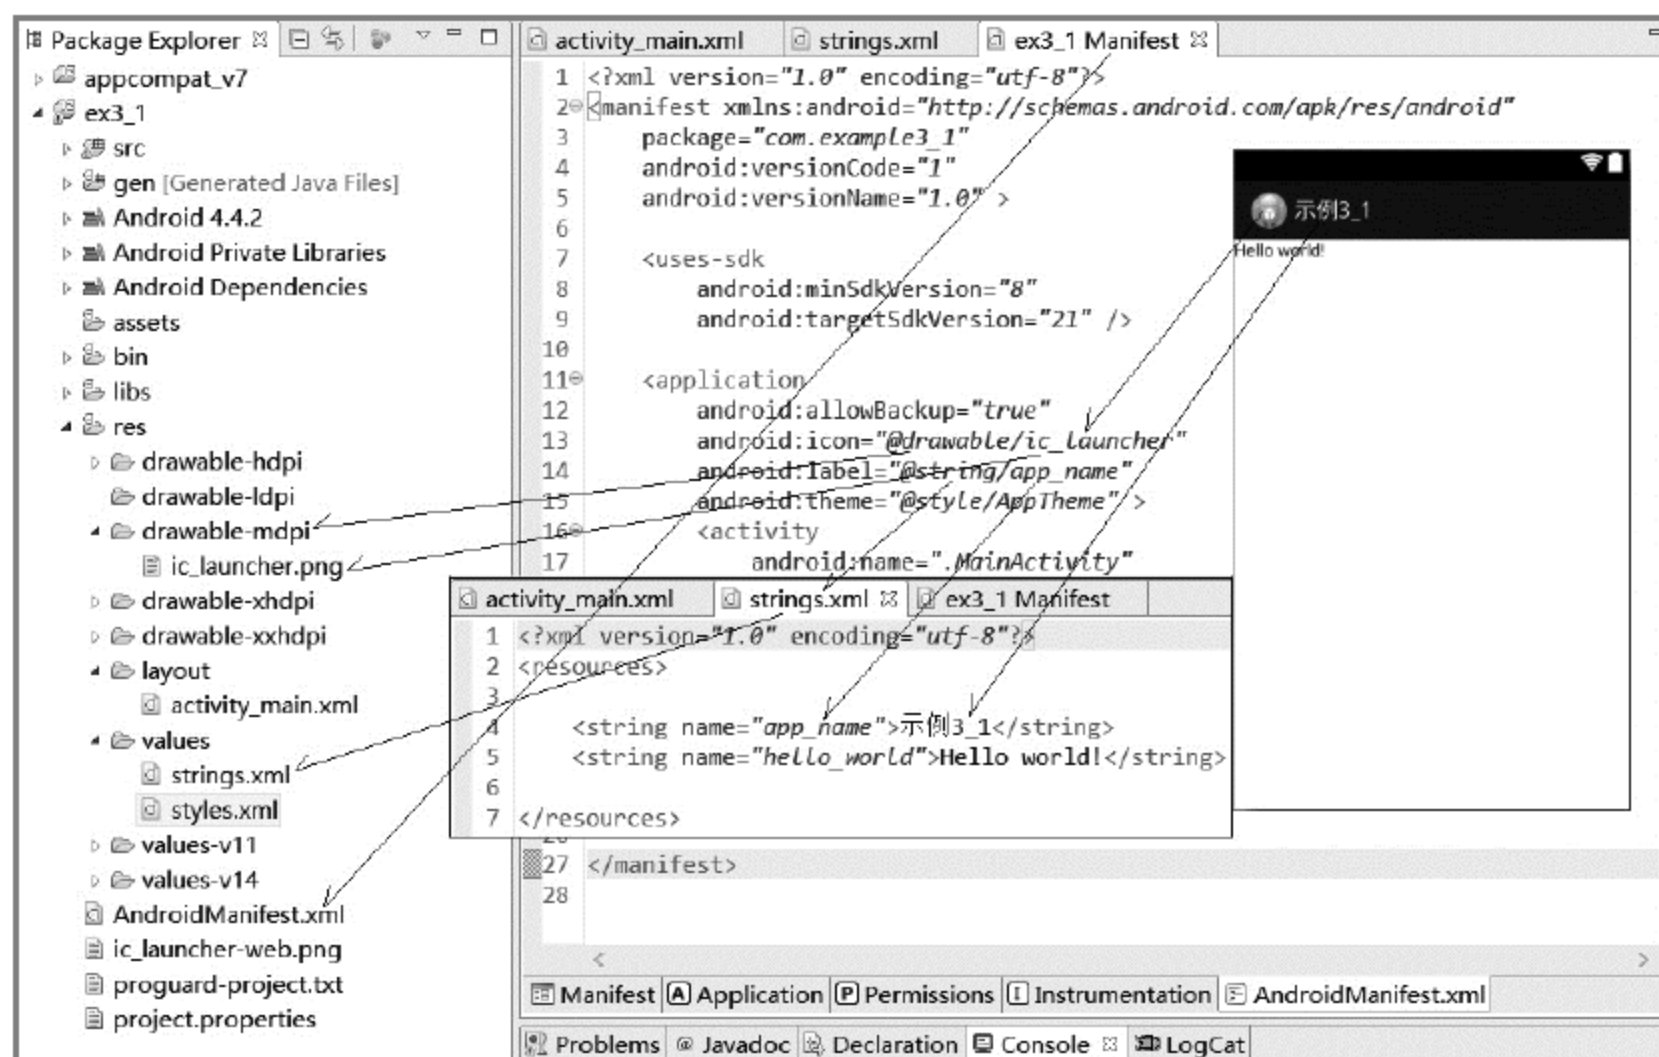 Package Explorer
appcompat_v7
ex3_1
src
gen [Generated Java Files]
Android 4.4.2
Android Private Libraries
Android Dependencies
assets
bin
libs
res
drawable-hdpi
drawable-ldpi
drawable-mdpi
ic_launcher.png
drawable-xhdpi
drawable-xxhdpi
layout
activity_main.xml
values
strings.xml
styles.xml
values-v11
values-v14
AndroidManifest.xml
ic_launcher-web.png
proguard-project.txt
project.properties
activity_main.xml strings.xml ex3_1 Manifest
1 <?xml version="1.0" encoding="utf-8"?>
2 <manifest xmlns:android="http://schemas.android.com/apk/res/android"
3 package="com.example3_1"
4 android:versionCode="1"
5 android:versionName="1.0" >
6
7 <uses-sdk
8 android:minSdkVersion="8"
9 android:targetSdkVersion="21" />
10
11 <application
12 android:allowBackup="true"
13 android:icon="@drawable/ic_launcher"
14 android:label="@string/app_name"
15 android:theme="@style/AppTheme" >
16 <activity
17 android:name=".MainActivity"
activity_main.xml strings.xml ex3_1 Manifest
1 <?xml version="1.0" encoding="utf-8"?>
2 <resources>
3
4 <string name="app_name">示例3_1</string>
5 <string name="hello_world">Hello world!</string>
6
7 </resources>
27 </manifest>
28
示例3_1
Hello world!
Manifest Application Permissions Instrumentation AndroidManifest.xml
Problems Javadoc Declaration Console LogCat